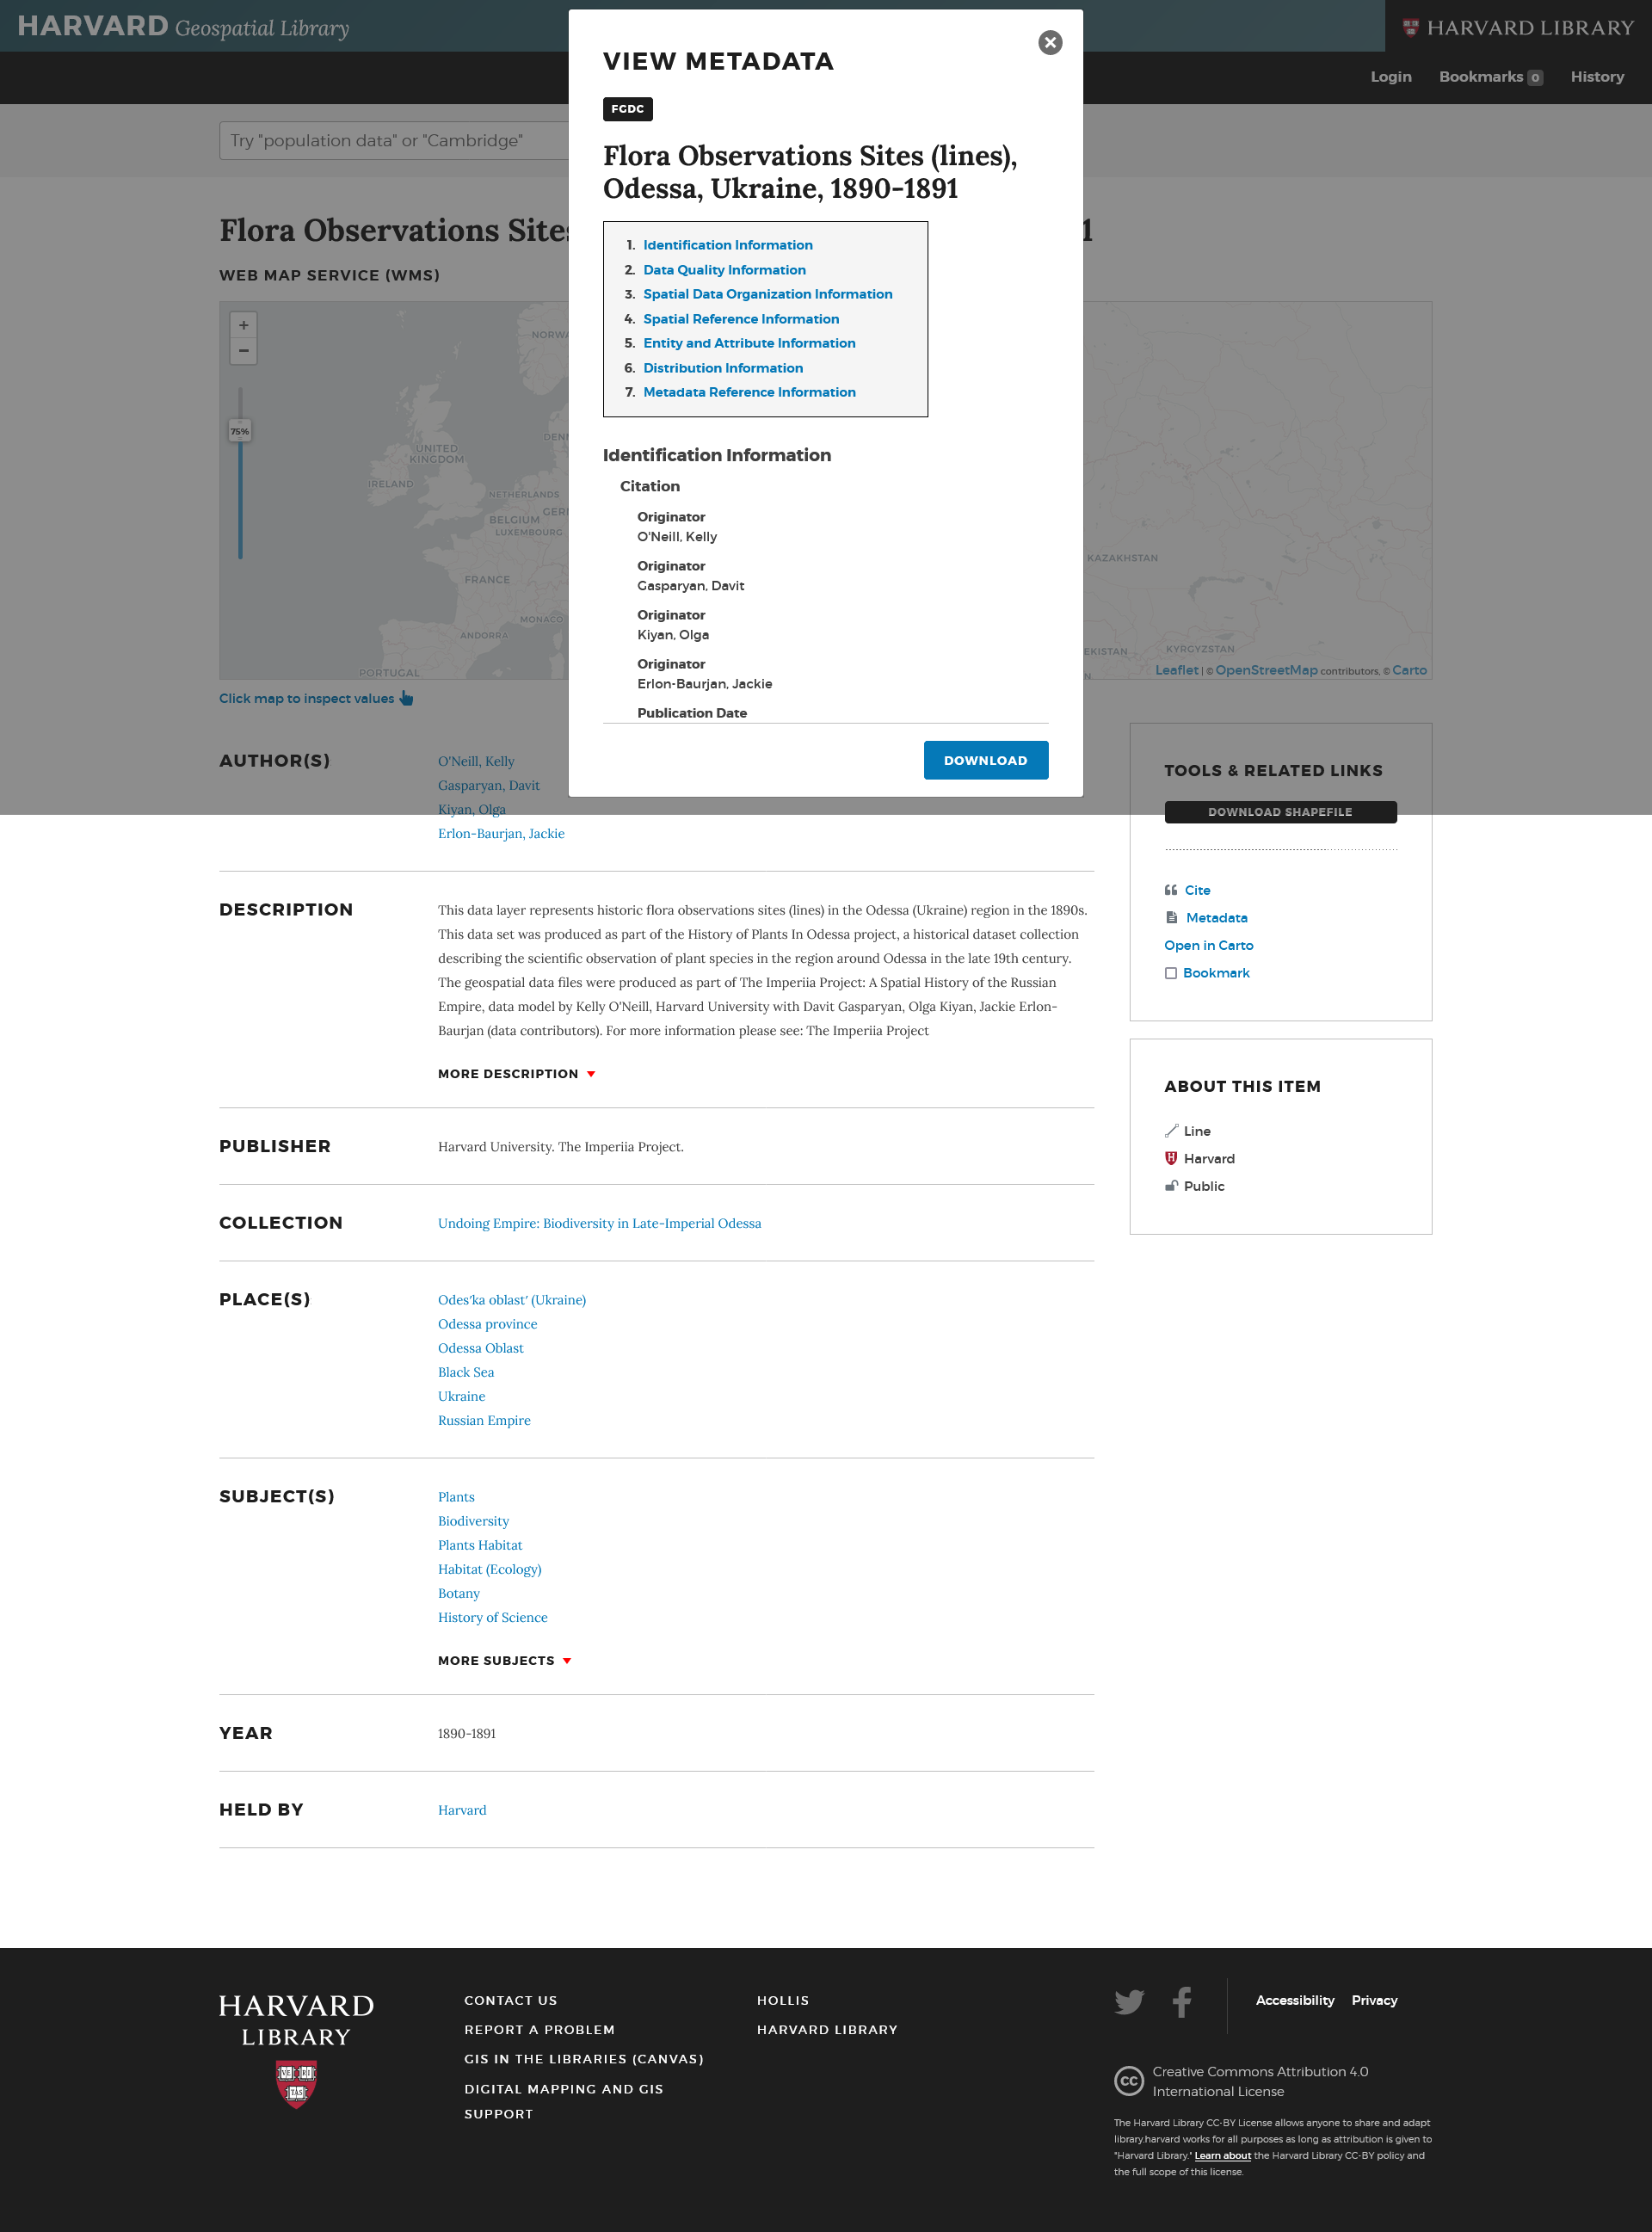 HARVARD Geospatial Library
HARVARD LIBRARY
Login Bookmarks 0 History
Try "population data" or "Cambridge"
Flora Observations Sites
1
WEB MAP SERVICE (WMS)
+
−
75%
NORWA
UNITED
KINGDOM
DEN
IRELAND
NETHERLANDS
BELGIUM GER
LUXEMBOURG
FRANCE
MONACO
ANDORRA
PORTUGAL
KAZAKHSTAN
EKISTAN
KYRGYZSTAN
Leaflet | © OpenStreetMap contributors, © Carto
Click map to inspect values
VIEW METADATA
FGDC
Flora Observations Sites (lines),
Odessa, Ukraine, 1890-1891
1. Identification Information
2. Data Quality Information
3. Spatial Data Organization Information
4. Spatial Reference Information
5. Entity and Attribute Information
6. Distribution Information
7. Metadata Reference Information
Identification Information
Citation
Originator
O'Neill, Kelly
Originator
Gasparyan, Davit
Originator
Kiyan, Olga
Originator
Erlon-Baurjan, Jackie
Publication Date
DOWNLOAD
AUTHOR(S)
O'Neill, Kelly
Gasparyan, Davit
Kiyan, Olga
Erlon-Baurjan, Jackie
DESCRIPTION
This data layer represents historic flora observations sites (lines) in the Odessa (Ukraine) region in the 1890s.
This data set was produced as part of the History of Plants In Odessa project, a historical dataset collection
describing the scientific observation of plant species in the region around Odessa in the late 19th century.
The geospatial data files were produced as part of The Imperiia Project: A Spatial History of the Russian
Empire, data model by Kelly O'Neill, Harvard University with Davit Gasparyan, Olga Kiyan, Jackie Erlon-
Baurjan (data contributors). For more information please see: The Imperiia Project
MORE DESCRIPTION
PUBLISHER
Harvard University. The Imperiia Project.
COLLECTION
Undoing Empire: Biodiversity in Late-Imperial Odessa
PLACE(S)
Odesʹka oblastʹ (Ukraine)
Odessa province
Odessa Oblast
Black Sea
Ukraine
Russian Empire
SUBJECT(S)
Plants
Biodiversity
Plants Habitat
Habitat (Ecology)
Botany
History of Science
MORE SUBJECTS
YEAR
1890-1891
HELD BY
Harvard
TOOLS & RELATED LINKS
DOWNLOAD SHAPEFILE
Cite
Metadata
Open in Carto
Bookmark
ABOUT THIS ITEM
Line
Harvard
Public
HARVARD
LIBRARY
VE RI
TAS
CONTACT US
REPORT A PROBLEM
GIS IN THE LIBRARIES (CANVAS)
DIGITAL MAPPING AND GIS
SUPPORT
HOLLIS
HARVARD LIBRARY
Accessibility Privacy
cc
Creative Commons Attribution 4.0
International License
The Harvard Library CC-BY License allows anyone to share and adapt
library.harvard works for all purposes as long as attribution is given to
"Harvard Library." Learn about the Harvard Library CC-BY policy and
the full scope of this license.